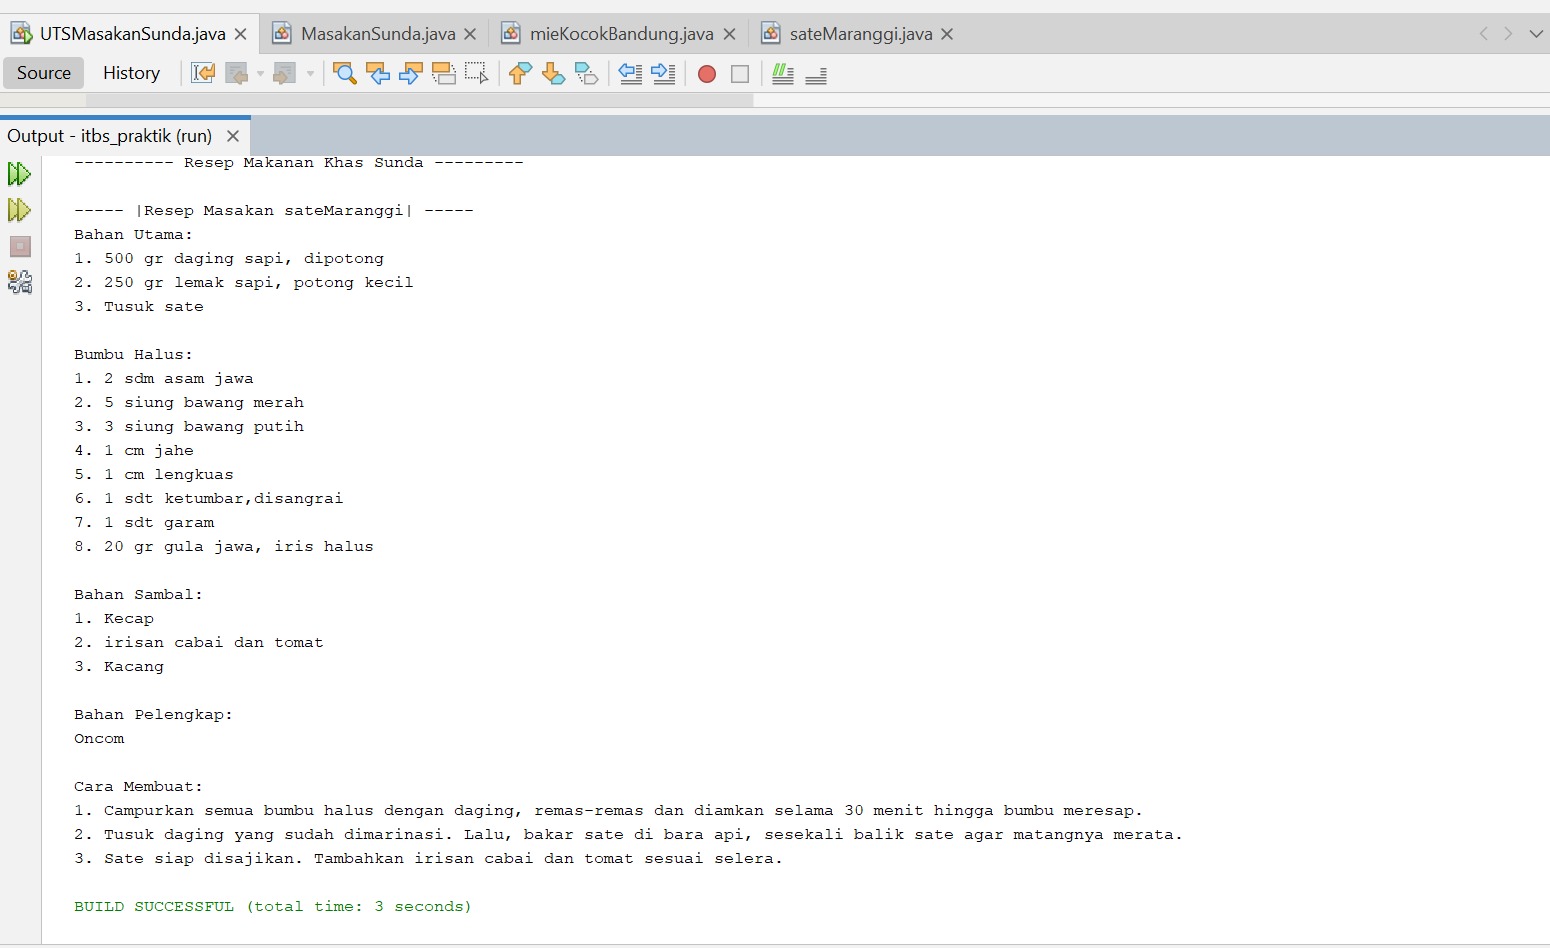 UTSMasakanSunda.java
MasakanSunda.java
mieKocokBandung.java
sateMaranggi.java
Source
History
Output - itbs_praktik (run)
---------- Resep Makanan Khas Sunda ---------
----- |Resep Masakan sateMaranggi| -----
Bahan Utama:
1. 500 gr daging sapi, dipotong
2. 250 gr lemak sapi, potong kecil
3. Tusuk sate
Bumbu Halus:
1. 2 sdm asam jawa
2. 5 siung bawang merah
3. 3 siung bawang putih
4. 1 cm jahe
5. 1 cm lengkuas
6. 1 sdt ketumbar,disangrai
7. 1 sdt garam
8. 20 gr gula jawa, iris halus
Bahan Sambal:
1. Kecap
2. irisan cabai dan tomat
3. Kacang
Bahan Pelengkap:
Oncom
Cara Membuat:
1. Campurkan semua bumbu halus dengan daging, remas-remas dan diamkan selama 30 menit hingga bumbu meresap.
2. Tusuk daging yang sudah dimarinasi. Lalu, bakar sate di bara api, sesekali balik sate agar matangnya merata.
3. Sate siap disajikan. Tambahkan irisan cabai dan tomat sesuai selera.
BUILD SUCCESSFUL (total time: 3 seconds)